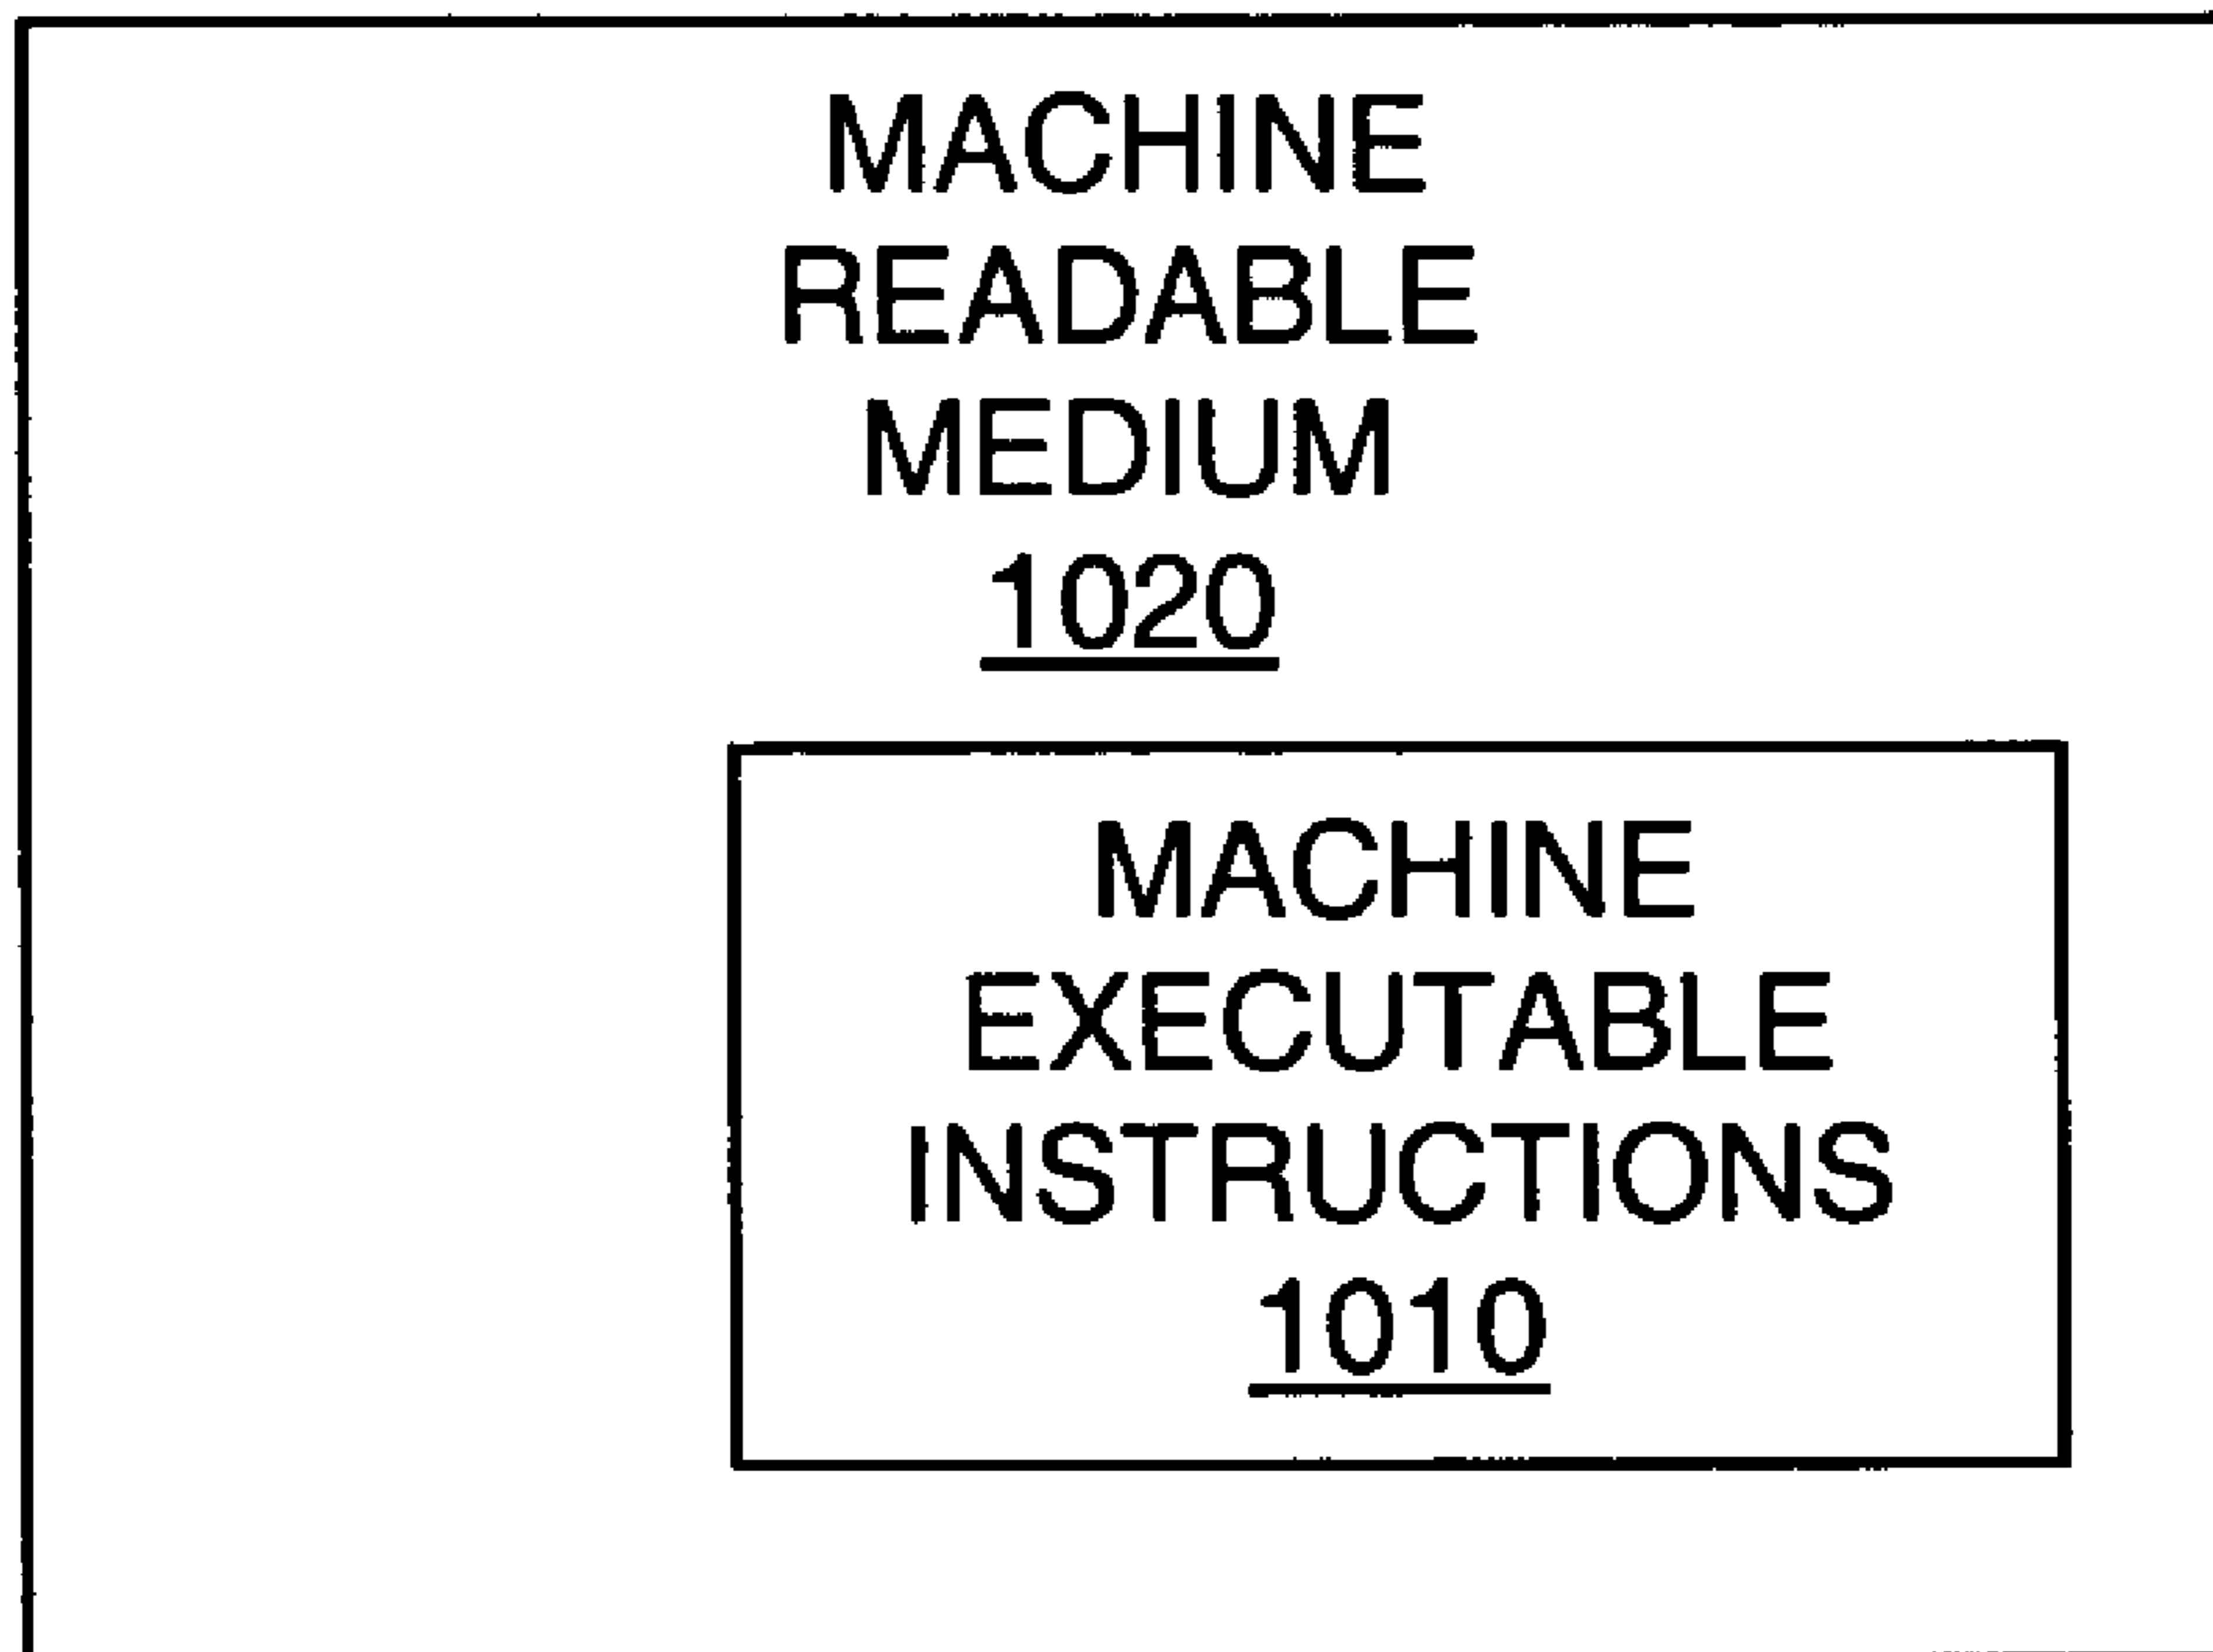 MACHINE
READABLE
MEDIUM
1020
MACHINE
EXECUTABLE
INSTRUCTIONS
1010